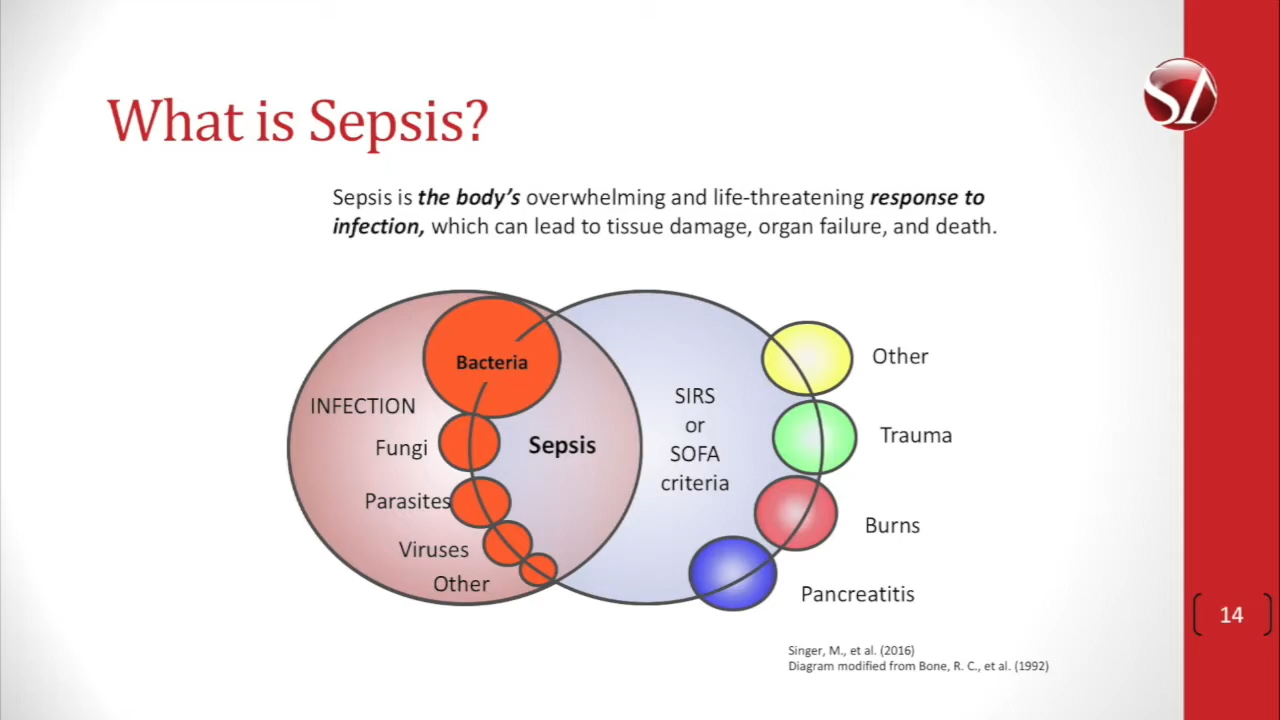 What is Sepsis?
Sepsis is the body's overwhelming and life-threatening response to
infection, which can lead to tissue damage, organ failure, and death.
Bacteria
INFECTION
Fungi
Sepsis
Parasites
Viruses
Other
SIRS
or
SOFA
criteria
Other
Trauma
Burns
Pancreatitis
14
Singer, M., et al. (2016)
Diagram modified from Bone, R. C., et al. (1992)